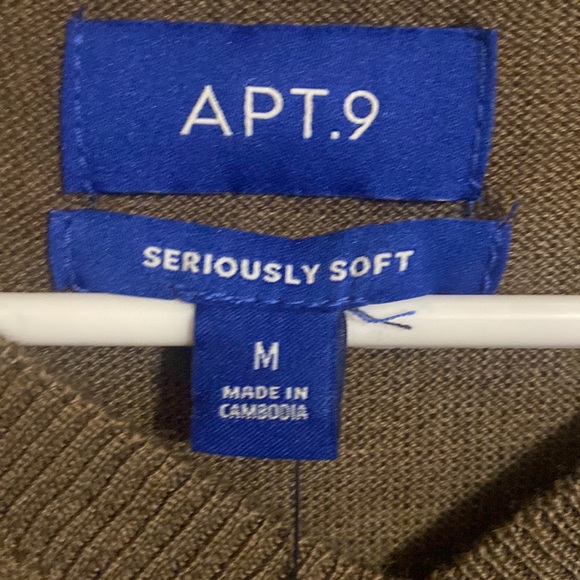 APT.9
SERIOUSLY SOFT
M
MADE IN
CAMBODIA